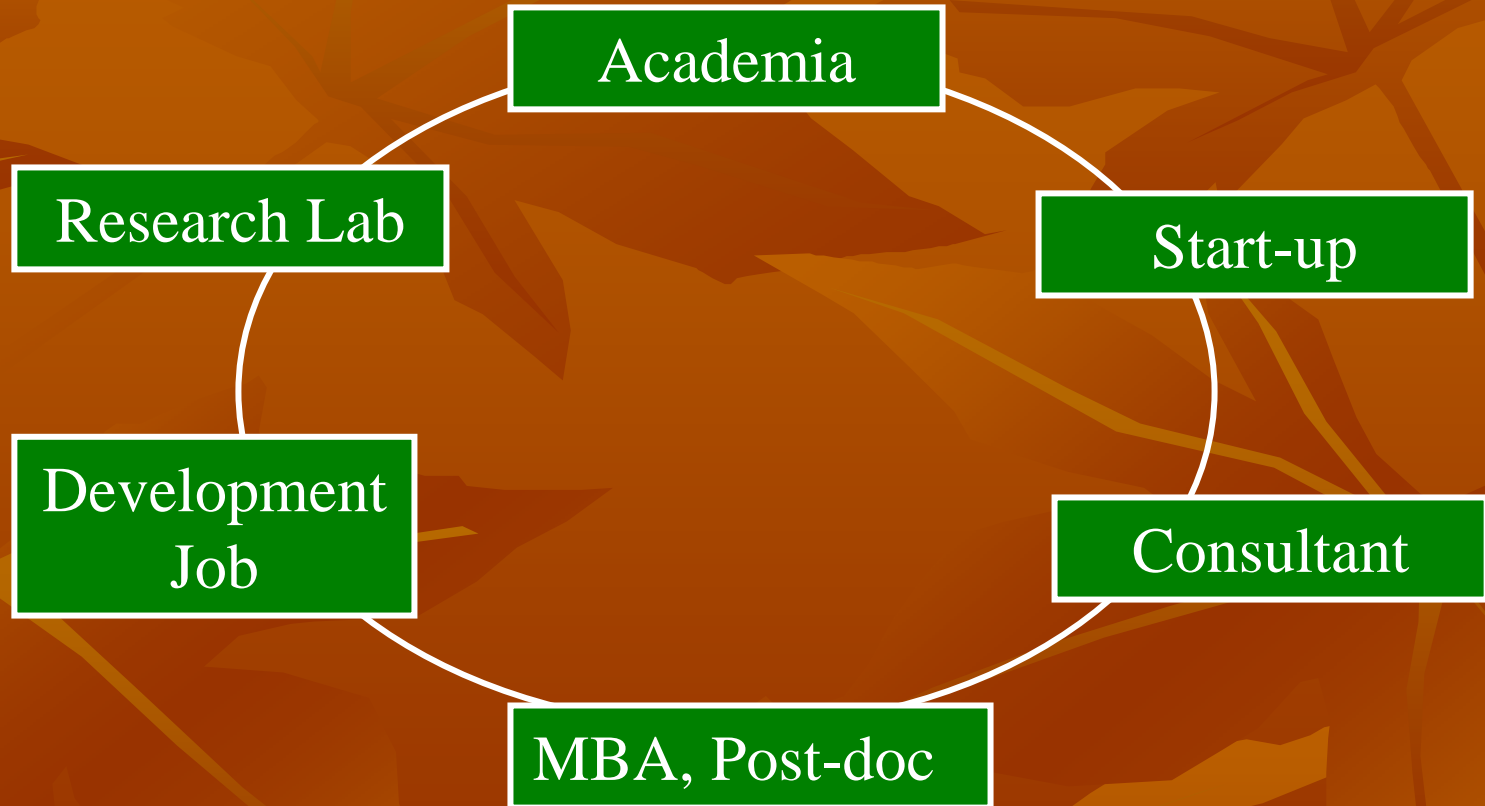 Academia
Research Lab
Start-up
Development
Job
Consultant
MBA, Post-doc